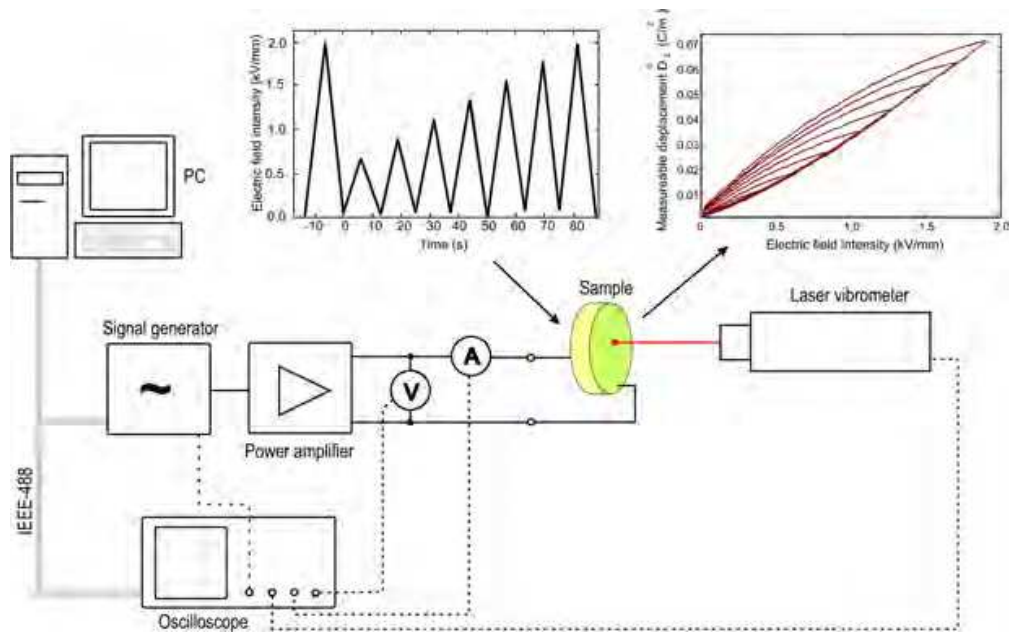 Electric field intensity (kV/mm)
2.0
1.5
1.0
0.5
0.0
-10 0 10 20 30 40 50 60 70 80
Time (s)
Measureable displacement D
(C/m
2
0.07
0.06
0.05
0.04
0.03
0.02
0.01
0 0.5 1.0 1.5 2.0
Electric field Intensity (kV/mm)
PC
Sample
Laser vibrometer
Signal generator
~
A
V
Power amplifier
IEEE-488
Oscilloscope